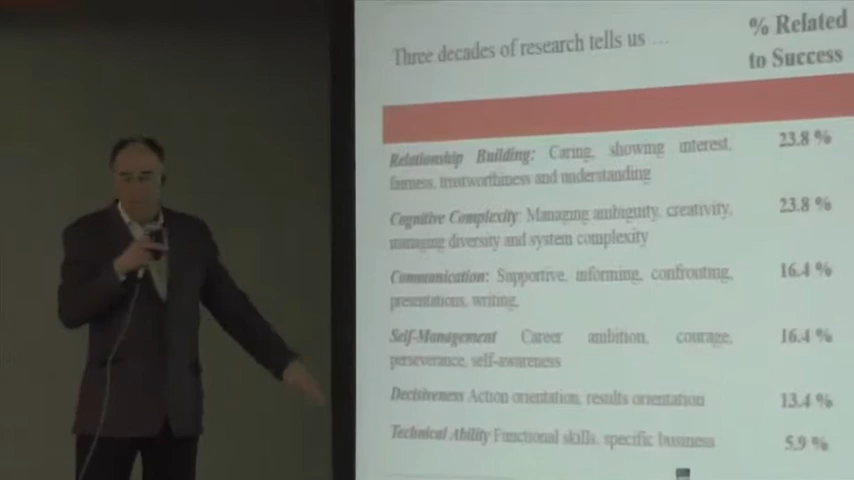 Three decades of research tells us ...
% Related
to Success
Relationship Building: Caring, showing interest, 23.8 %
fairness, trustworthiness and understanding
Cognitive Complexity: Managing ambiguity, creativity, 23.8 %
managing diversity and system complexity
Communication: Supportive, informing, confronting, 16.4 %
presentations, writing,
Self-Management Career ambition, courage, 16.4 %
perseverance, self-awareness
Decisiveness Action orientation, results orientation 13.4 %
Technical Ability Functional skills, specific business 5.9 %